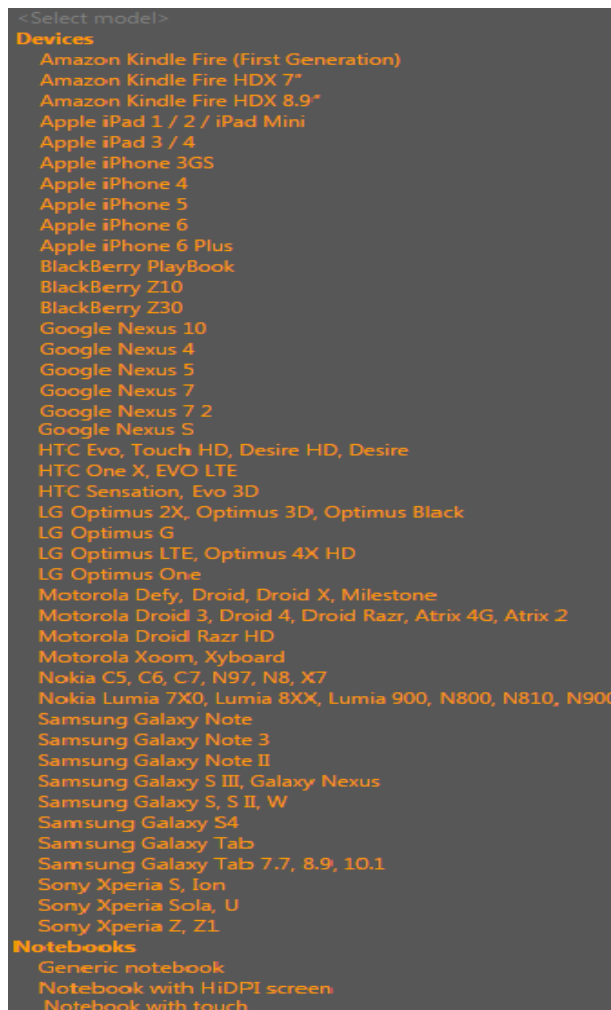 <Select model>
Devices
Amazon Kindle Fire (First Generation)
Amazon Kindle Fire HDX 7"
Amazon Kindle Fire HDX 8.9"
Apple iPad 1 / 2 / iPad Mini
Apple iPad 3 / 4
Apple iPhone 3GS
Apple iPhone 4
Apple iPhone 5
Apple iPhone 6
Apple iPhone 6 Plus
BlackBerry PlayBook
BlackBerry Z10
BlackBerry Z30
Google Nexus 10
Google Nexus 4
Google Nexus 5
Google Nexus 7
Google Nexus 7 2
Google Nexus S
HTC Evo, Touch HD, Desire HD, Desire
HTC One X, EVO LTE
HTC Sensation, Evo 3D
LG Optimus 2X, Optimus 3D, Optimus Black
LG Optimus G
LG Optimus LTE, Optimus 4X HD
LG Optimus One
Motorola Defy, Droid, Droid X, Milestone
Motorola Droid 3, Droid 4, Droid Razr, Atrix 4G, Atrix 2
Motorola Droid Razr HD
Motorola Xoom, Xyboard
Nokia C5, C6, C7, N97, N8, X7
Nokia Lumia 7X0, Lumia 8XX, Lumia 900, N800, N810, N900
Samsung Galaxy Note
Samsung Galaxy Note 3
Samsung Galaxy Note II
Samsung Galaxy S III, Galaxy Nexus
Samsung Galaxy S, S II, W
Samsung Galaxy S4
Samsung Galaxy Tab
Samsung Galaxy Tab 7.7, 8.9, 10.1
Sony Xperia S, Ion
Sony Xperia Sola, U
Sony Xperia Z, Z1
Notebooks
Generic notebook
Notebook with HiDPI screen
Notebook with touch